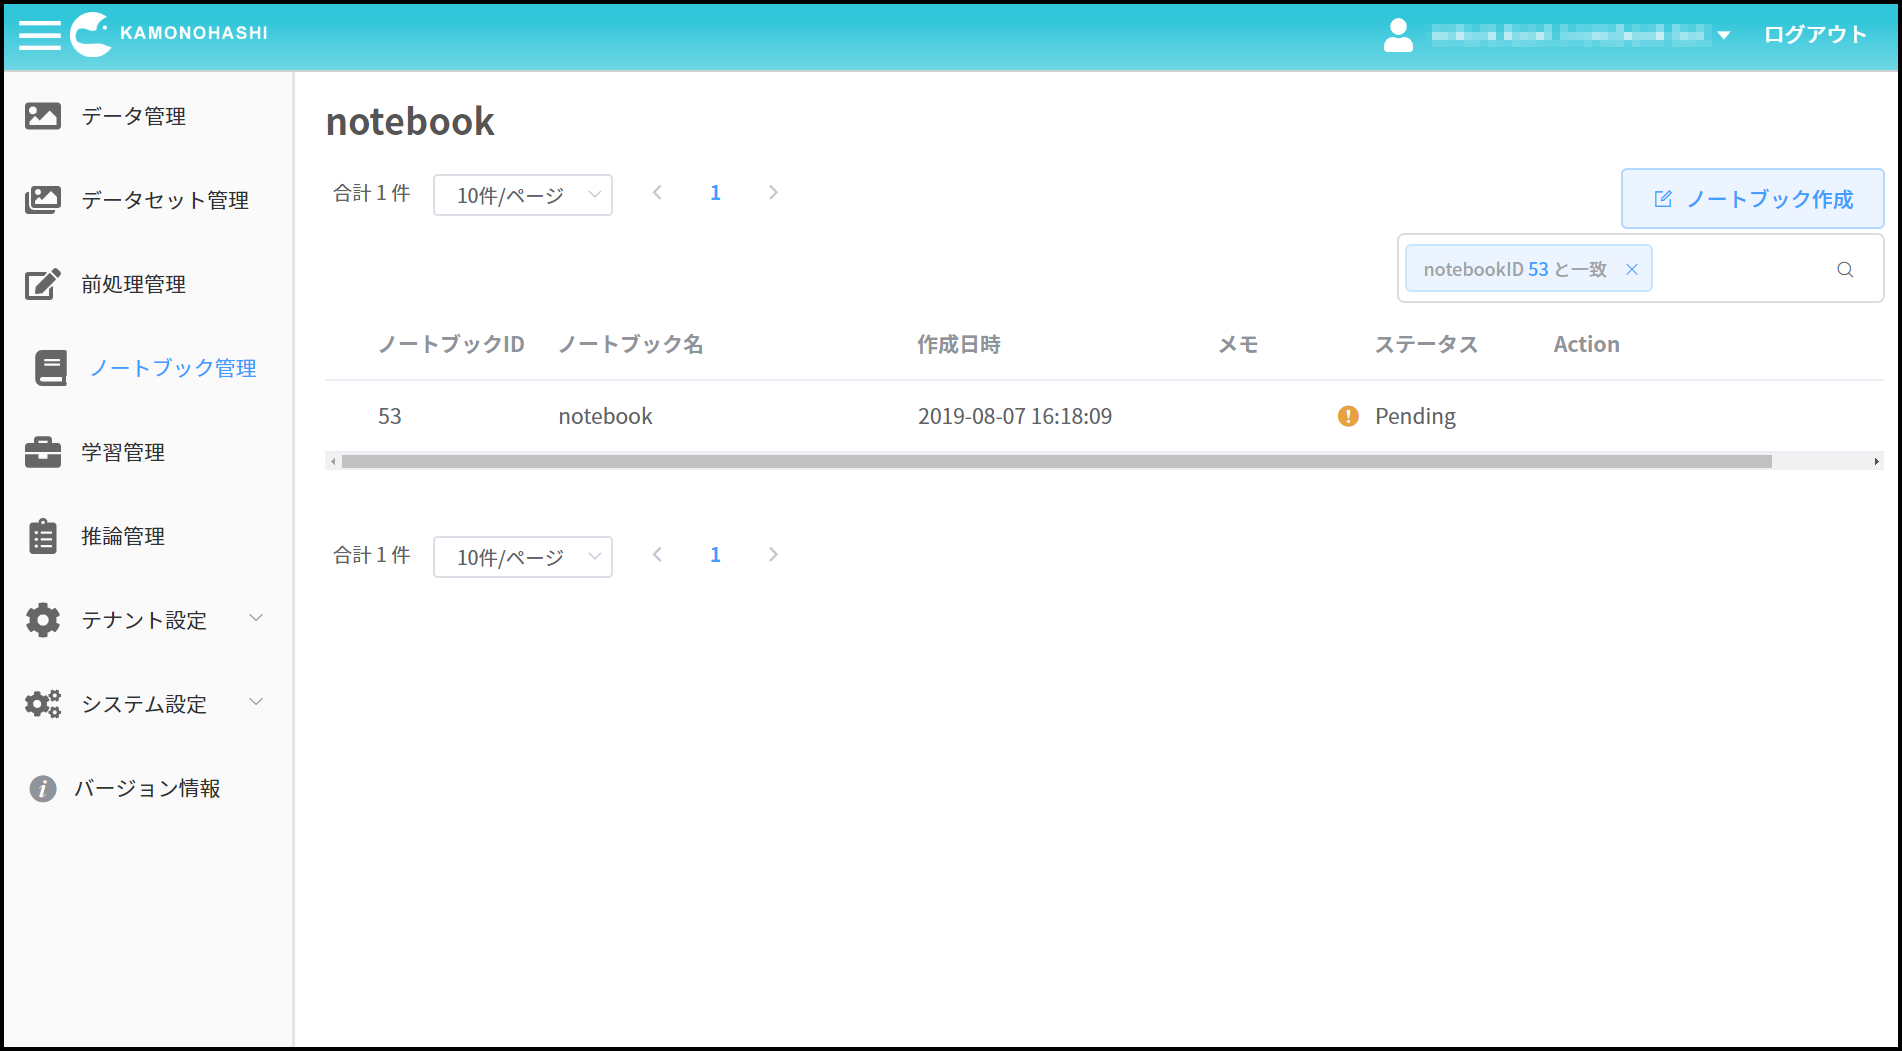 KAMONOHASHI
ログアウト
データ管理
データセット管理
前処理管理
ノートブック管理
学習管理
推論管理
テナント設定
システム設定
バージョン情報
notebook
合計 1 件 10件/ページ 1
ノートブック作成
notebookID 53 と一致
ノートブックID ノートブック名 作成日時 メモ ステータス Action
53 notebook 2019-08-07 16:18:09 Pending
合計 1 件 10件/ページ 1